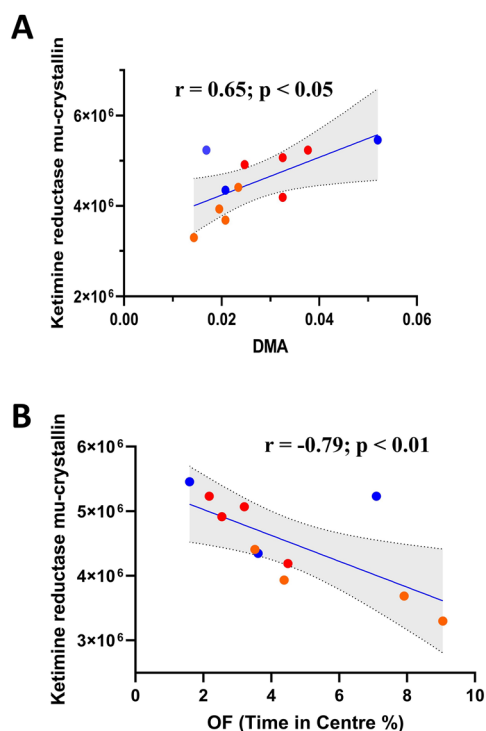 A
r = 0.65; p < 0.05
Ketimine reductase mu-crystallin
6×10⁶
4×10⁶
2×10⁶
0.00 0.02 0.04 0.06
DMA
B
r = -0.79; p < 0.01
Ketimine reductase mu-crystallin
6×10⁶
5×10⁶
4×10⁶
3×10⁶
2 4 6 8 10
OF (Time in Centre %)